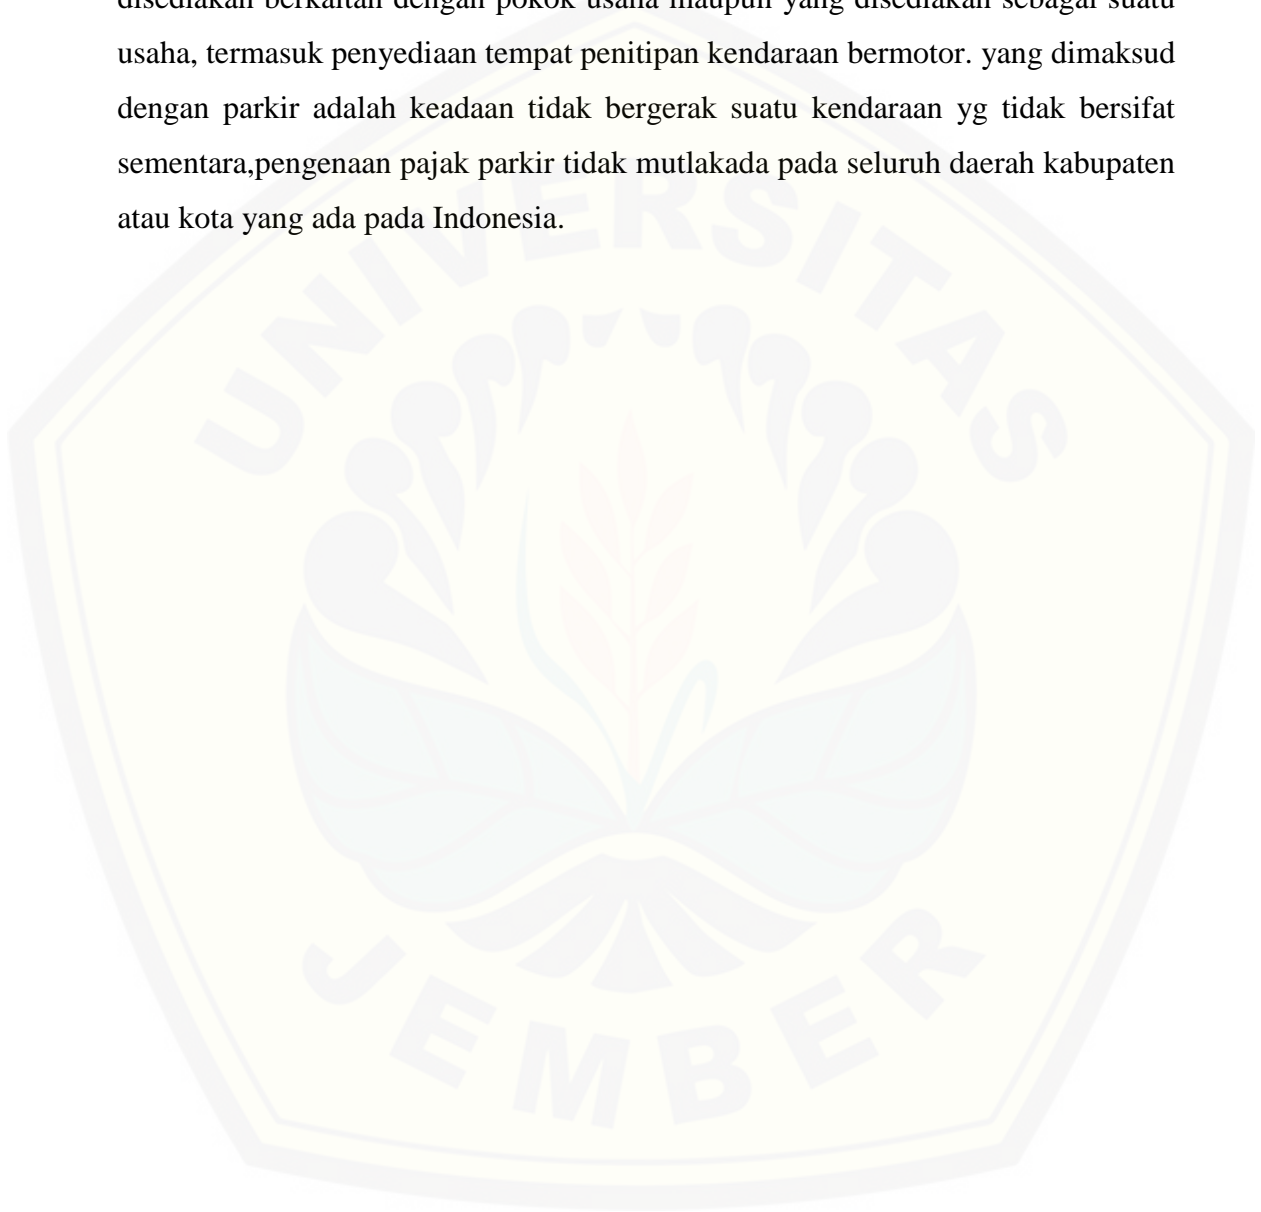 disediakan berkaitan dengan pokok usaha maupun yang disediakan sebagai suatu
usaha, termasuk penyediaan tempat penitipan kendaraan bermotor. yang dimaksud
dengan parkir adalah keadaan tidak bergerak suatu kendaraan yg tidak bersifat
sementara,pengenaan pajak parkir tidak mutlakada pada seluruh daerah kabupaten
atau kota yang ada pada Indonesia.
UNIVERSITAS
JEMBER